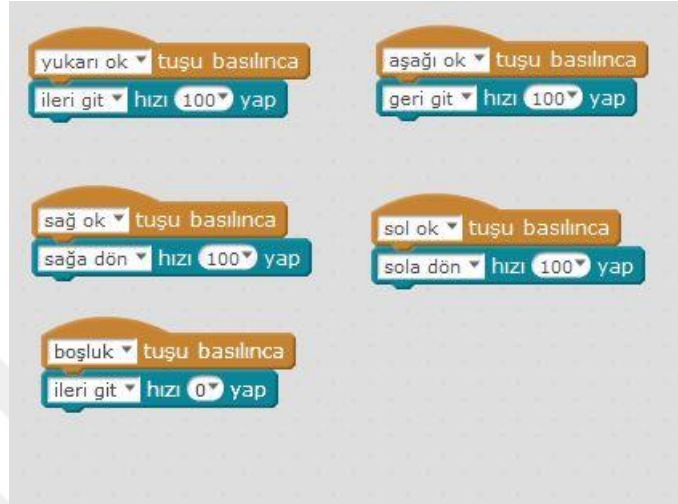 yukarı ok tuşu basılınca
ileri git hızı 100 yap
aşağı ok tuşu basılınca
geri git hızı 100 yap
sağ ok tuşu basılınca
sağa dön hızı 100 yap
sol ok tuşu basılınca
sola dön hızı 100 yap
boşluk tuşu basılınca
ileri git hızı 0 yap